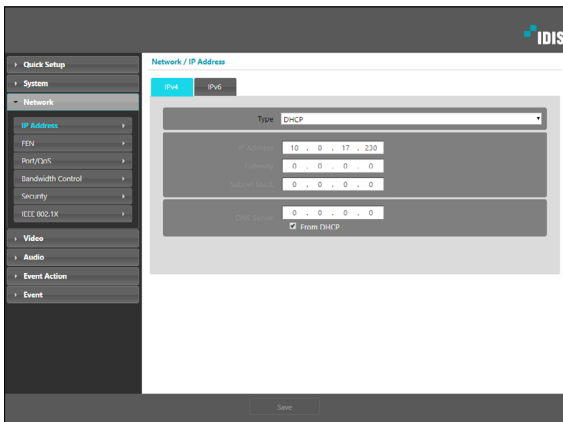 IDIS
Quick Setup
System
Network
IP Address
FEN
Port/QoS
Bandwidth Control
Security
IEEE 802.1X
Video
Audio
Event Action
Event
Network / IP Address
IPv4 IPv6
Type DHCP
IP Address 10 . 0 . 17 . 230
Gateway 0 . 0 . 0 . 0
Subnet Mask 0 . 0 . 0 . 0
DNS Server 0 . 0 . 0 . 0
From DHCP
Save